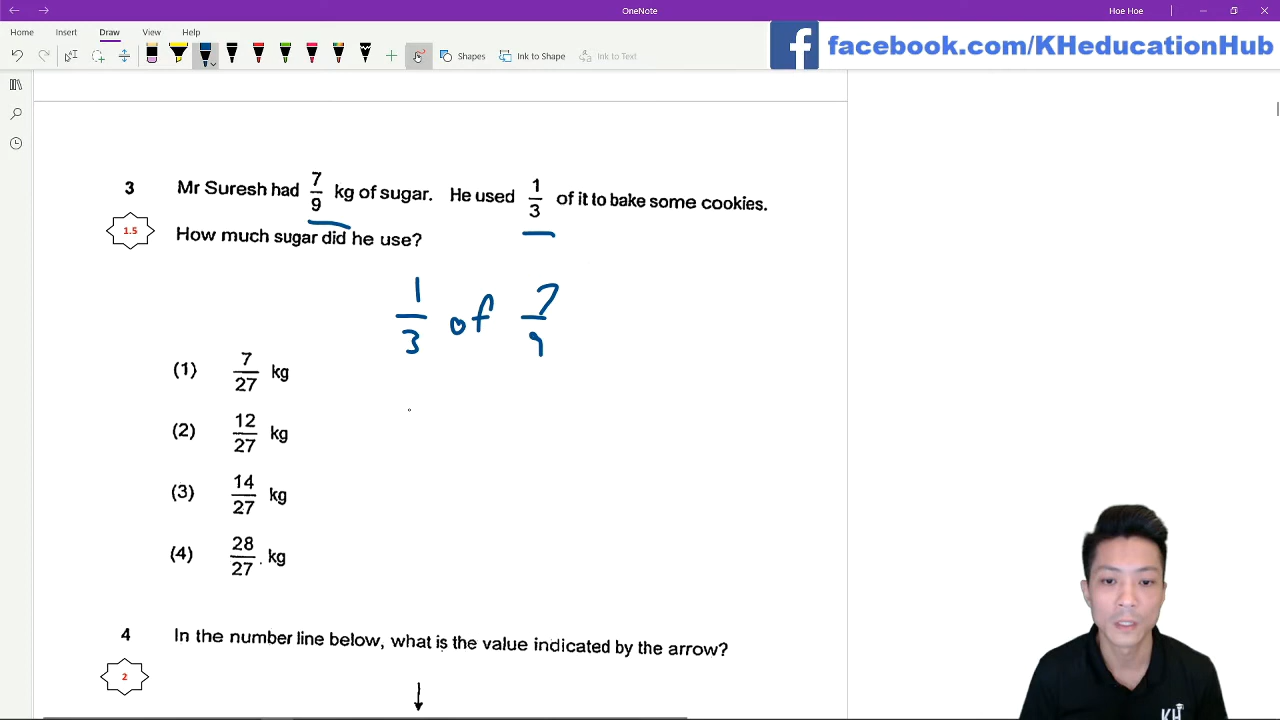 OneNote
Hoe Hoe
Home Insert Draw View Help
Shapes Ink to Shape Ink to Text
facebook.com/KHeducationHub
3 Mr Suresh had 7/9 kg of sugar. He used 1/3 of it to bake some cookies.
1.5 How much sugar did he use?
1/3 of 7/9
(1) 7/27 kg
(2) 12/27 kg
(3) 14/27 kg
(4) 28/27 kg
4 In the number line below, what is the value indicated by the arrow?
2
KH